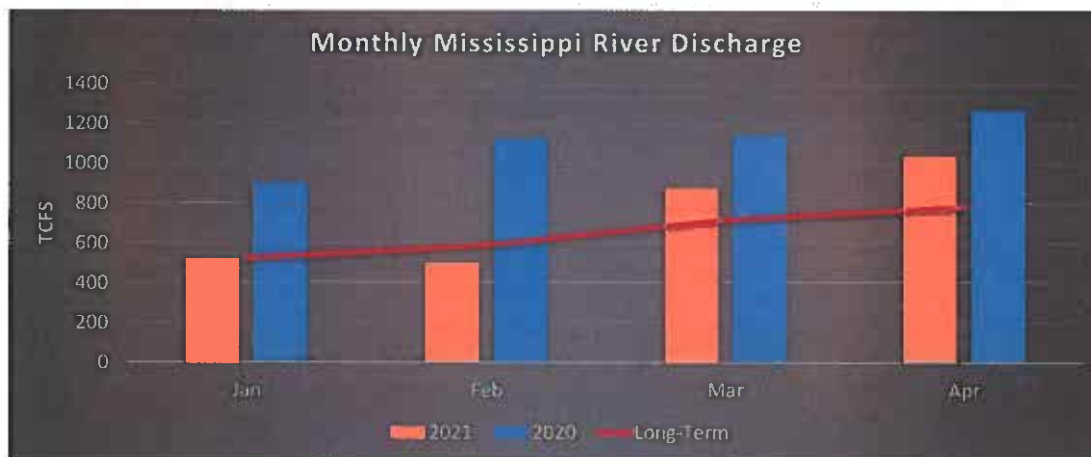 Monthly Mississippi River Discharge
1400
1200
1000
800
600
400
200
0
TCFS
Jan Feb Mar Apr
2021 2020 Long-Term